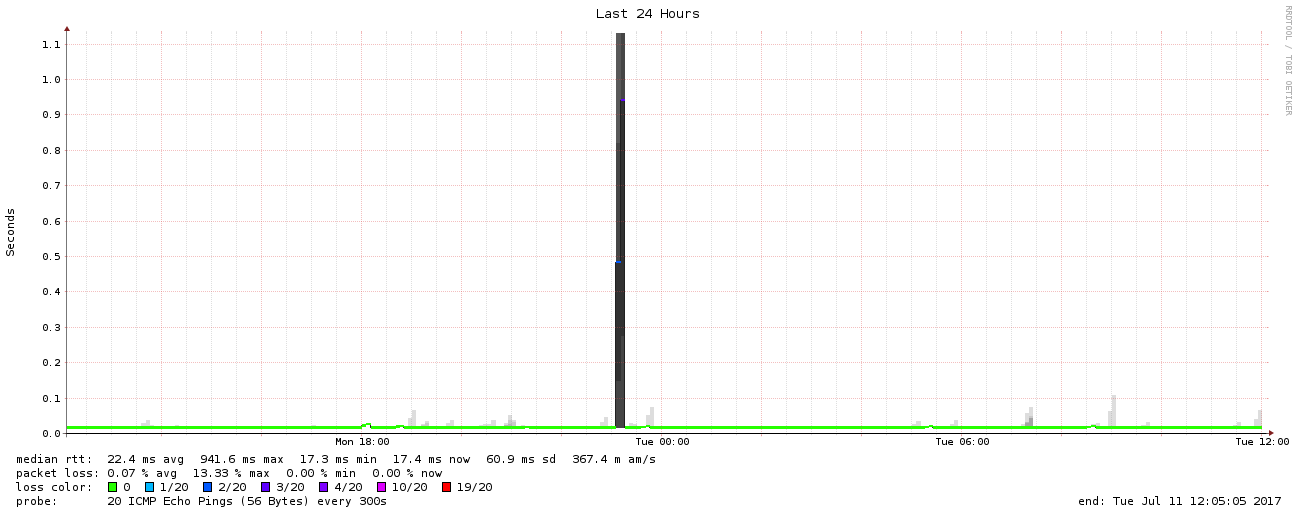 Last 24 Hours
RRDTOOL / TOBI OETIKER
Seconds
1.1
1.0
0.9
0.8
0.7
0.6
0.5
0.4
0.3
0.2
0.1
0.0
Mon 18:00 Tue 00:00 Tue 06:00 Tue 12:00
median rtt: 22.4 ms avg 941.6 ms max 17.3 ms min 17.4 ms now 60.9 ms sd 367.4 m am/s
packet loss: 0.07 % avg 13.33 % max 0.00 % min 0.00 % now
loss color: 0 1/20 2/20 3/20 4/20 10/20 19/20
probe: 20 ICMP Echo Pings (56 Bytes) every 300s end: Tue Jul 11 12:05:05 2017